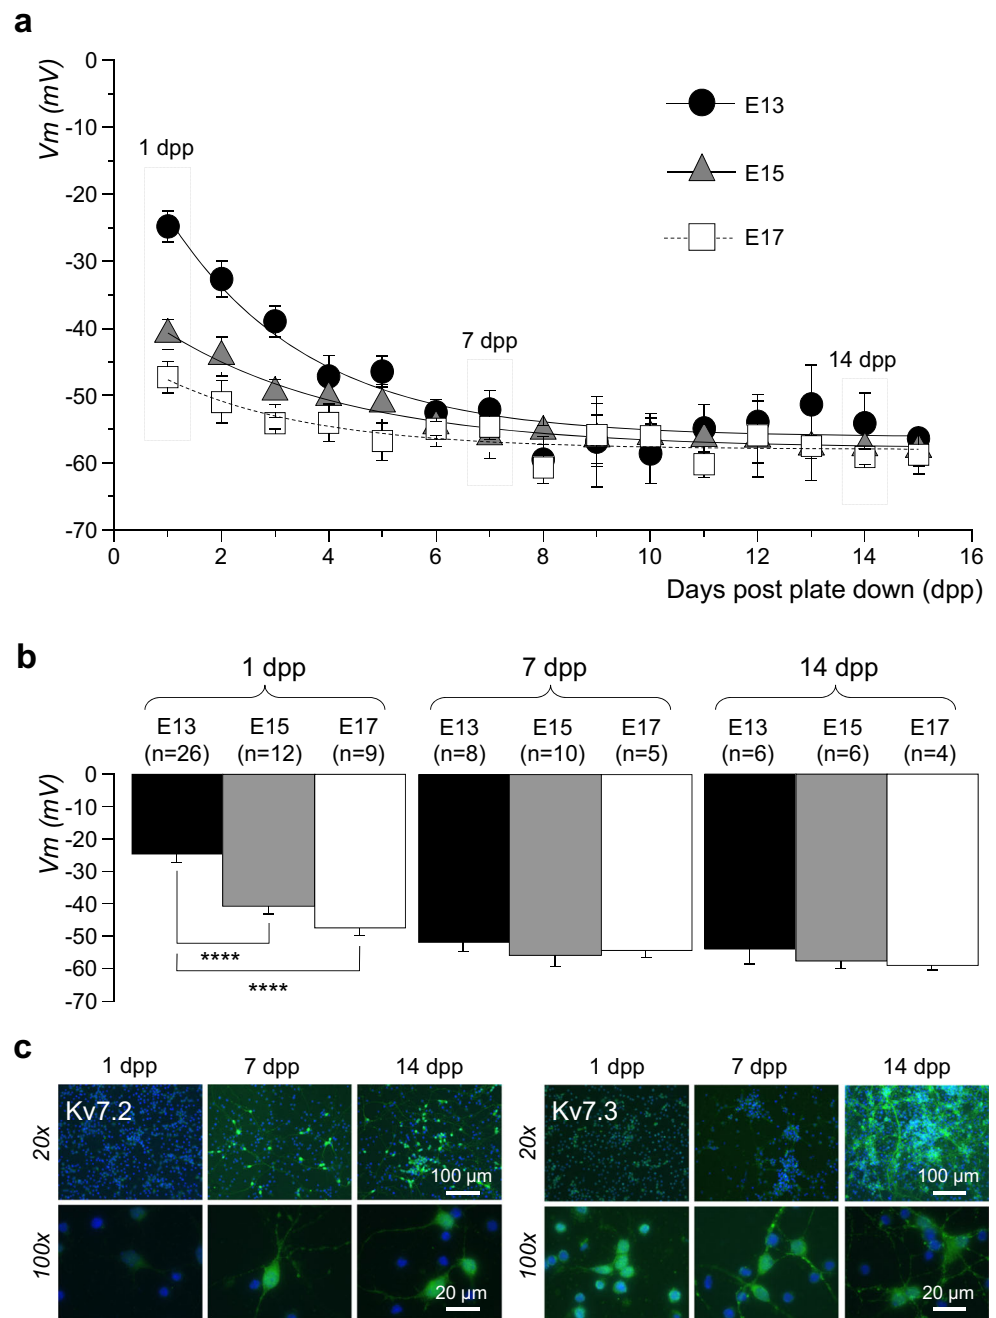 a
0
-10
-20
-30
-40
-50
-60
-70
Vm (mV)
1 dpp
7 dpp
14 dpp
E13
E15
E17
0 2 4 6 8 10 12 14 16
Days post plate down (dpp)
b
1 dpp 7 dpp 14 dpp
E13 E15 E17 E13 E15 E17 E13 E15 E17
(n=26) (n=12) (n=9) (n=8) (n=10) (n=5) (n=6) (n=6) (n=4)
0
-10
-20
-30
-40
-50
-60
-70
Vm (mV)
****
****
c
1 dpp 7 dpp 14 dpp 1 dpp 7 dpp 14 dpp
20x
Kv7.2
100 µm
20x
Kv7.3
100 µm
100x
20 µm
100x
20 µm